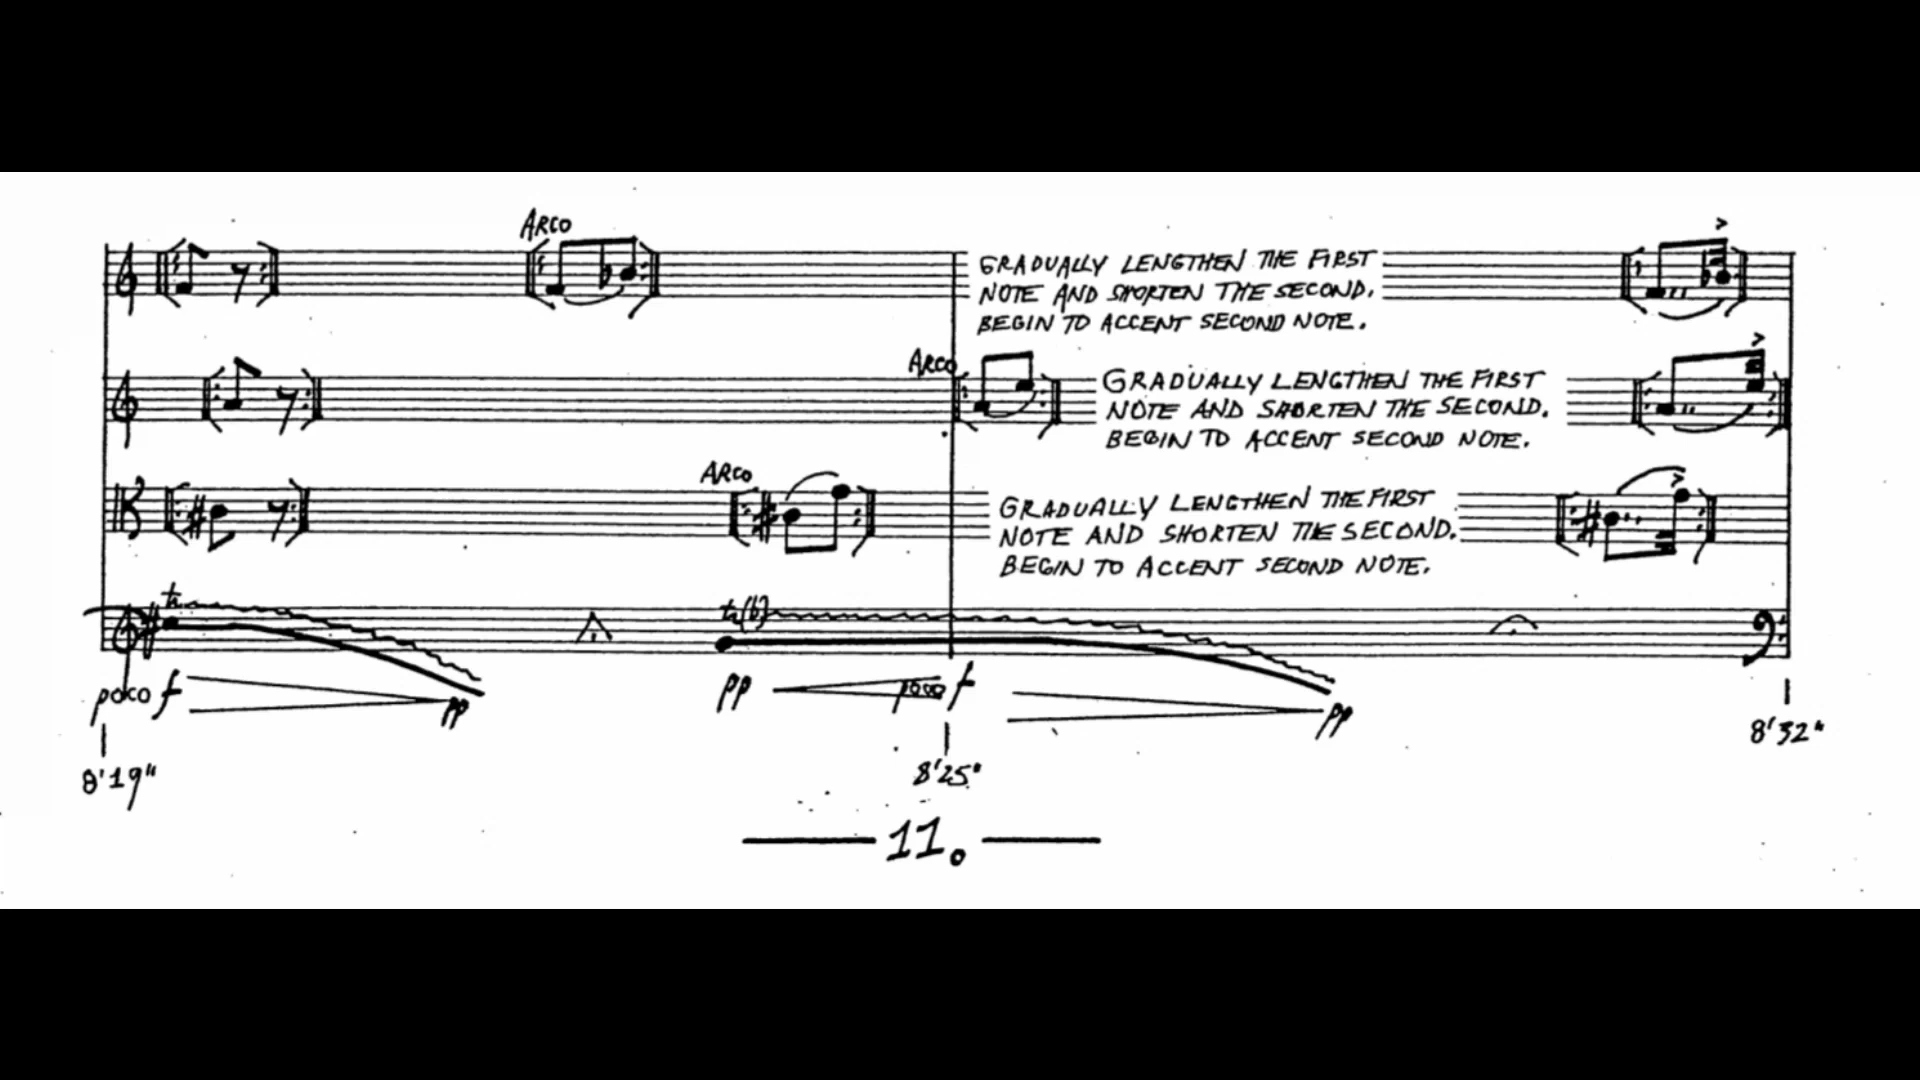 ARCO
GRADUALLY LENGTHEN THE FIRST
NOTE AND SHORTEN THE SECOND.
BEGIN TO ACCENT SECOND NOTE.
ARCO
GRADUALLY LENGTHEN THE FIRST
NOTE AND SHORTEN THE SECOND.
BEGIN TO ACCENT SECOND NOTE.
ARCO
GRADUALLY LENGTHEN THE FIRST
NOTE AND SHORTEN THE SECOND.
BEGIN TO ACCENT SECOND NOTE.
tr
tr(b)
poco f
pp
pp
poco f
pp
8'19"
8'25"
8'32"
11.